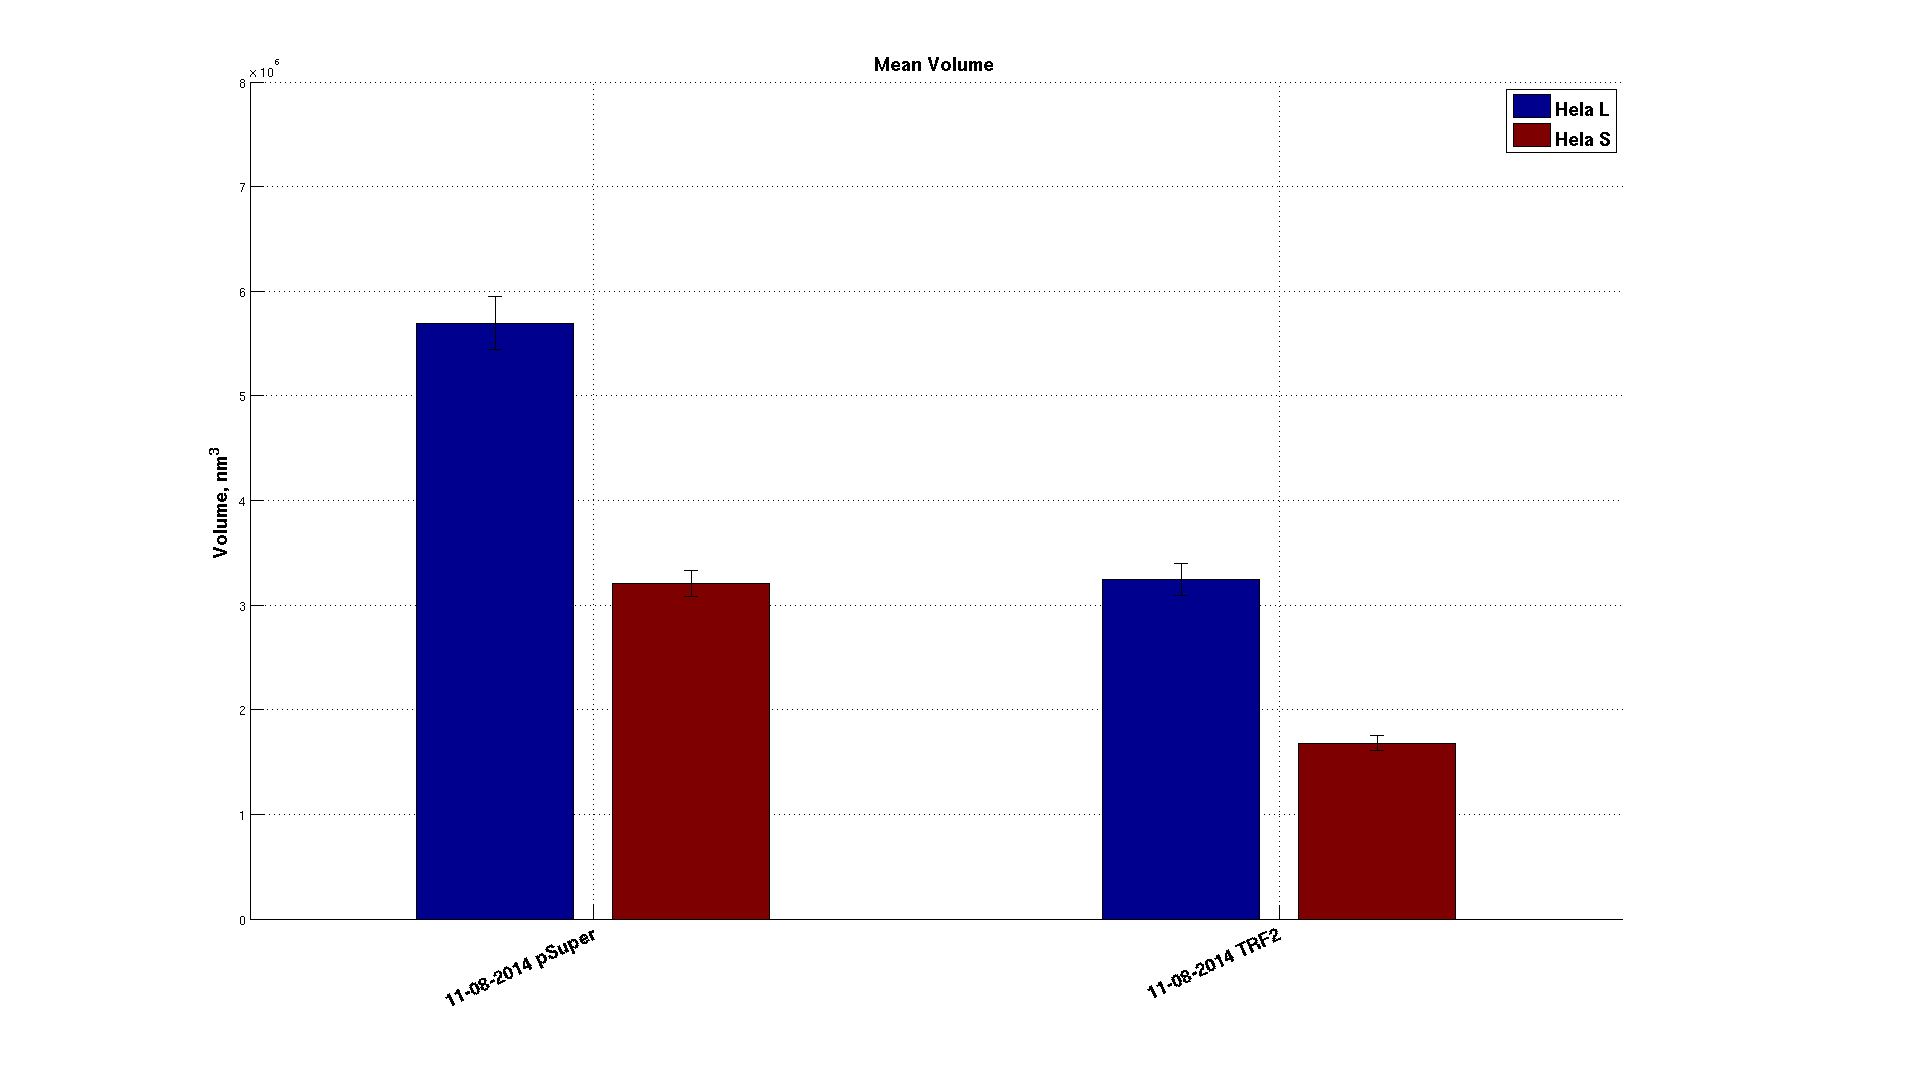 Mean Volume
×10^6
8
7
6
5
4
3
2
1
0
Volume, nm^3
Hela L
Hela S
11-08-2014 pSuper
11-08-2014 TRF2